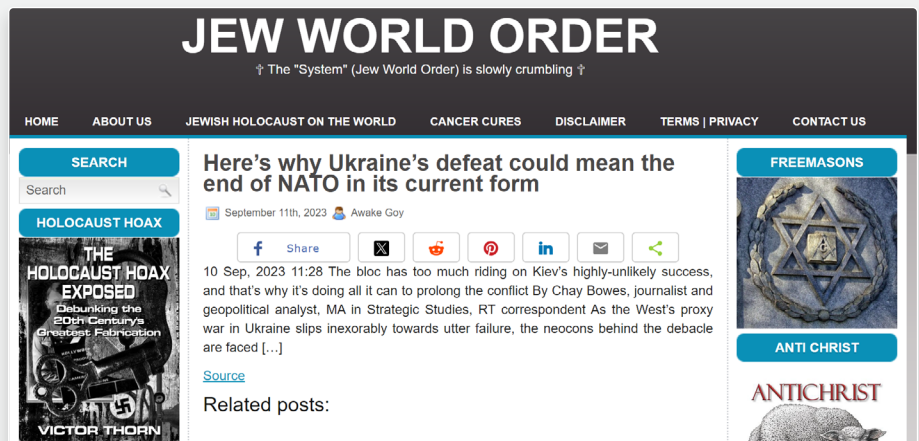 JEW WORLD ORDER
✞ The "System" (Jew World Order) is slowly crumbling ✞
HOME ABOUT US JEWISH HOLOCAUST ON THE WORLD CANCER CURES DISCLAIMER TERMS | PRIVACY CONTACT US
SEARCH
Search
HOLOCAUST HOAX
THE
HOLOCAUST HOAX
EXPOSED
Debunking the
20th Century's
Greatest Fabrication
VICTOR THORN
Here's why Ukraine's defeat could mean the
end of NATO in its current form
September 11th, 2023 Awake Goy
Share
10 Sep, 2023 11:28 The bloc has too much riding on Kiev's highly-unlikely success,
and that's why it's doing all it can to prolong the conflict By Chay Bowes, journalist and
geopolitical analyst, MA in Strategic Studies, RT correspondent As the West's proxy
war in Ukraine slips inexorably towards utter failure, the neocons behind the debacle
are faced […]
Source
Related posts:
FREEMASONS
ANTI CHRIST
ANTICHRIST